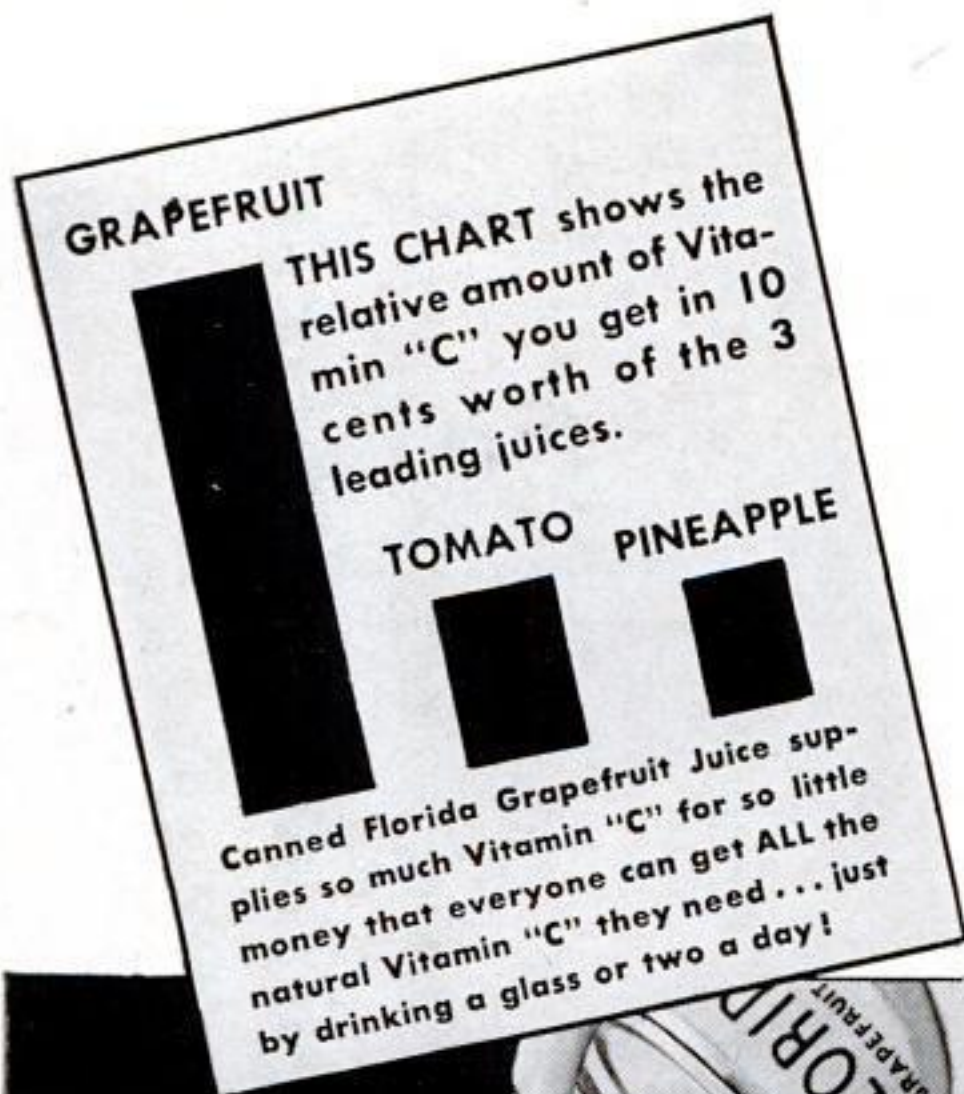 GRAPEFRUIT
THIS CHART shows the
relative amount of Vita-
min “C” you get in 10
cents worth of the 3
leading juices.
TOMATO
PINEAPPLE
Canned Florida Grapefruit Juice sup-
plies so much Vitamin “C” for so little
money that everyone can get ALL the
natural Vitamin “C” they need . . . just
by drinking a glass or two a day!
GRAPEFRUIT